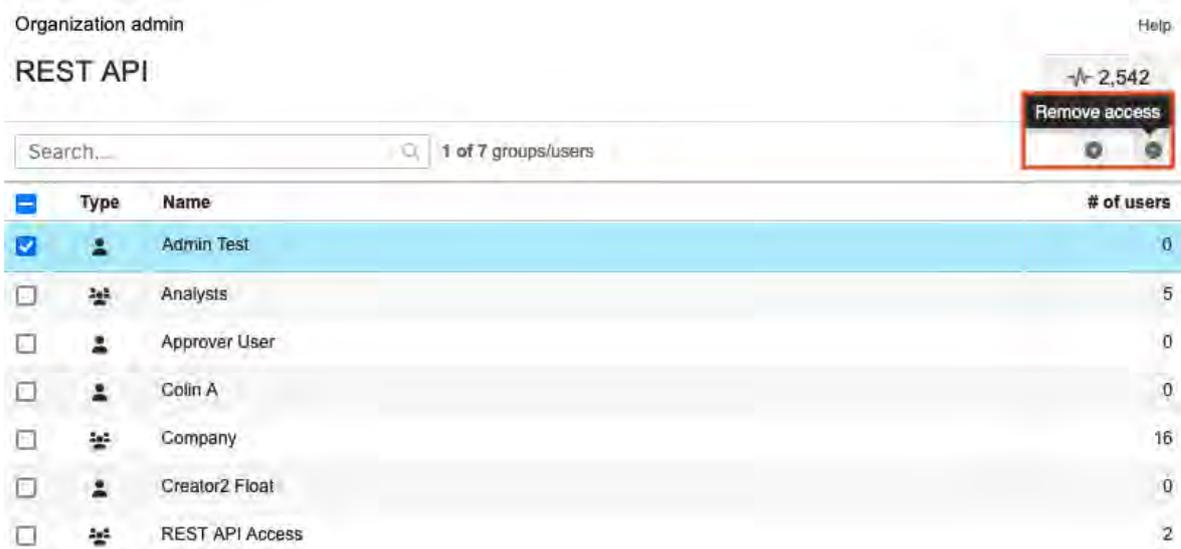 Organization admin
Help
REST API
2,542
Remove access
Search...
1 of 7 groups/users
Type Name # of users
Admin Test 0
Analysts 5
Approver User 0
Colin A 0
Company 16
Creator2 Float 0
REST API Access 2